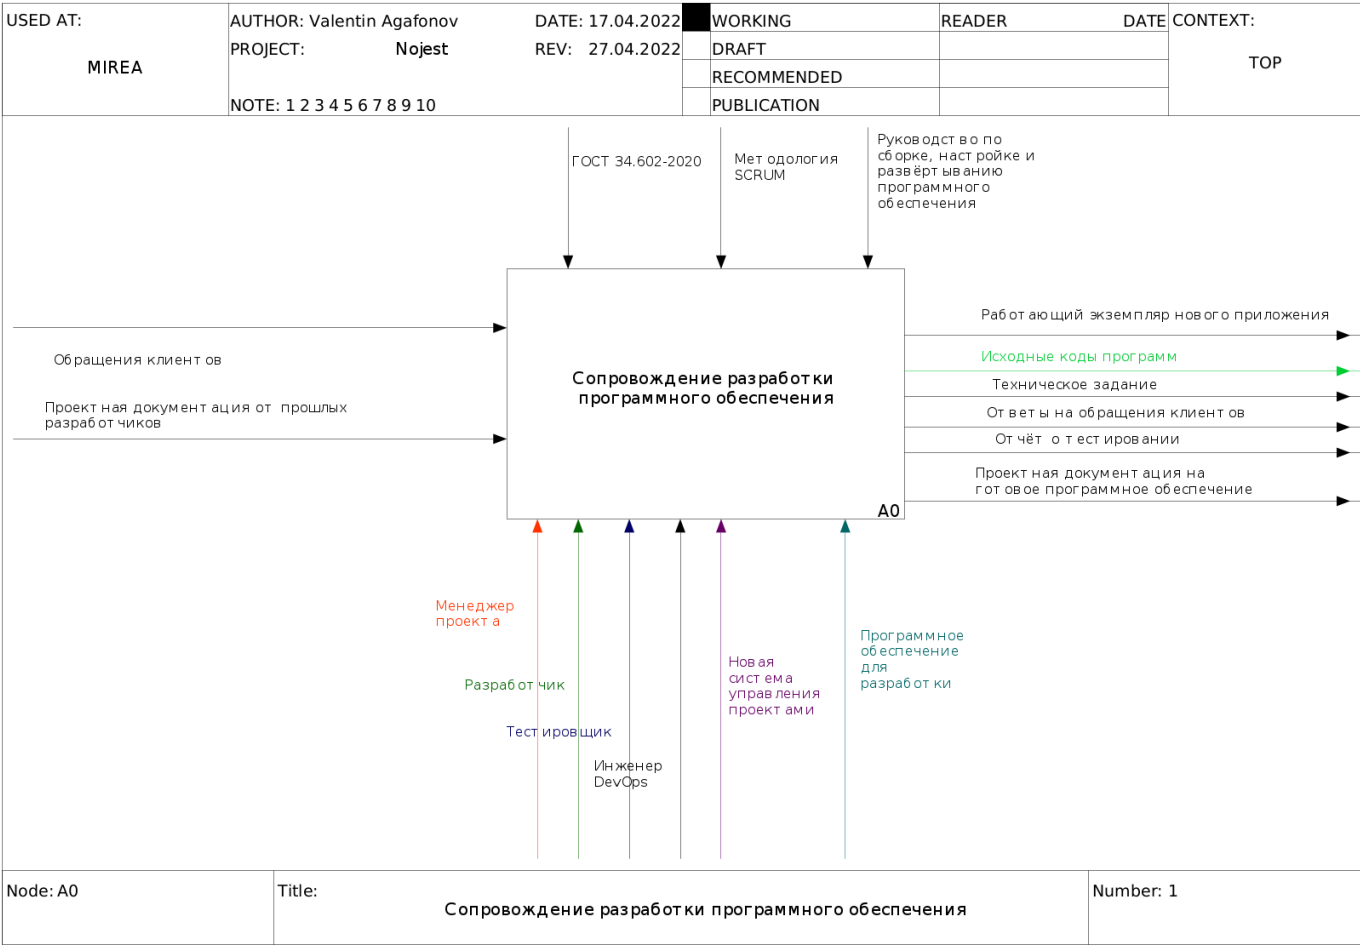 USED AT:
MIREA
AUTHOR: Valentin Agafonov
DATE: 17.04.2022
PROJECT: Nojest
REV: 27.04.2022
NOTE: 1 2 3 4 5 6 7 8 9 10
WORKING
DRAFT
RECOMMENDED
PUBLICATION
READER
DATE
CONTEXT:
TOP
ГОСТ 34.602-2020
Методология
SCRUM
Руководство по
сборке, настройке и
развёртыванию
программного
обеспечения
Обращения клиентов
Проектная документация от прошлых
разработчиков
Сопровождение разработки
программного обеспечения
A0
Работающий экземпляр нового приложения
Исходные коды программ
Техническое задание
Ответы на обращения клиентов
Отчёт о тестировании
Проектная документация на
готовое программное обеспечение
Менеджер
проекта
Разработчик
Тестировщик
Инженер
DevOps
Новая
система
управления
проектами
Программное
обеспечение
для
разработки
Node: A0
Title:
Сопровождение разработки программного обеспечения
Number: 1